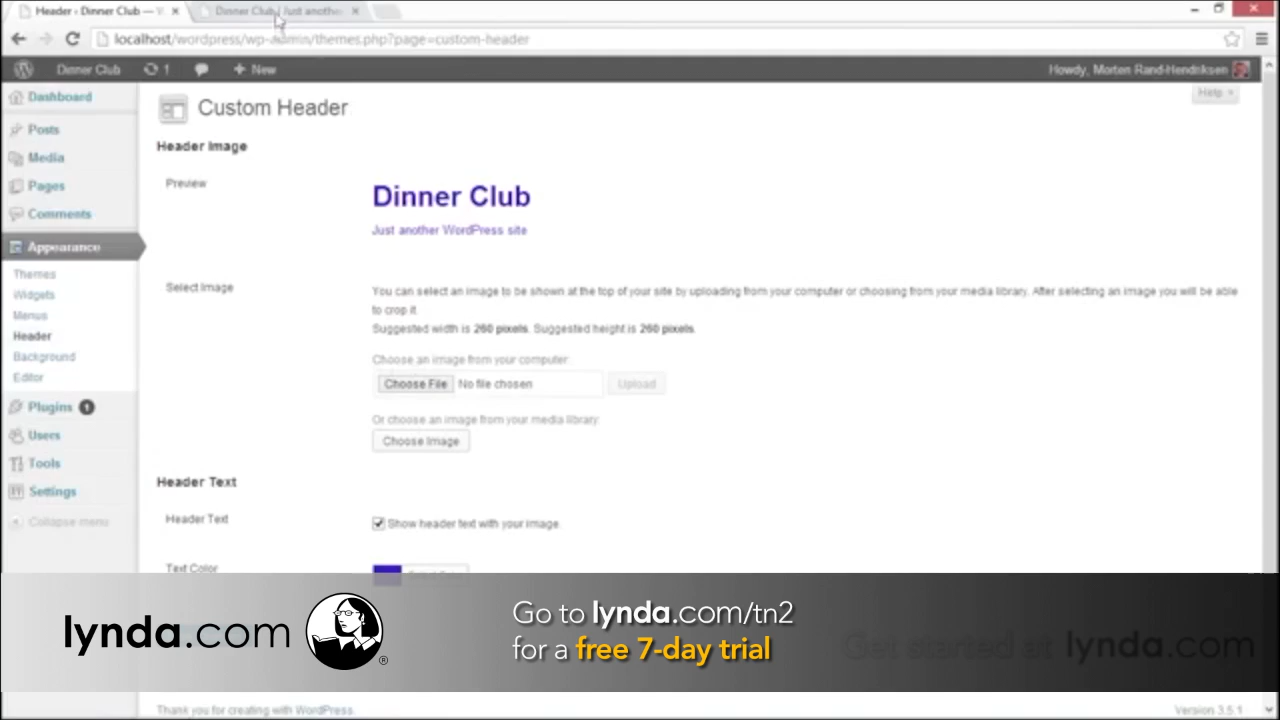 Header ‹ Dinner Club —
Dinner Club | Just another
localhost/wordpress/wp-admin/themes.php?page=custom-header
Dinner Club
1
+ New
Howdy, Morten Rand-Hendriksen
Help
Dashboard
Posts
Media
Pages
Comments
Appearance
Themes
Widgets
Menus
Header
Background
Editor
Plugins 1
Users
Tools
Settings
Collapse menu
Custom Header
Header Image
Preview
Dinner Club
Just another WordPress site
Select Image
You can select an image to be shown at the top of your site by uploading from your computer or choosing from your media library. After selecting an image you will be able
to crop it.
Suggested width is 260 pixels. Suggested height is 260 pixels.
Choose an image from your computer:
Choose File No file chosen
Upload
Or choose an image from your media library:
Choose Image
Header Text
Header Text
Show header text with your image.
Text Color
lynda.com
®
Go to lynda.com/tn2
for a free 7-day trial
Get started at lynda.com
Thank you for creating with WordPress.
Version 3.5.1